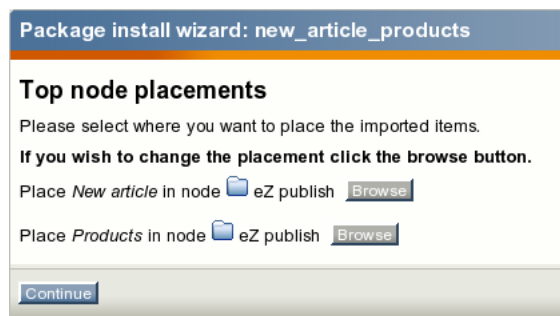 Package install wizard: new_article_products
Top node placements
Please select where you want to place the imported items.
If you wish to change the placement click the browse button.
Place New article in node eZ publish Browse
Place Products in node eZ publish Browse
Continue